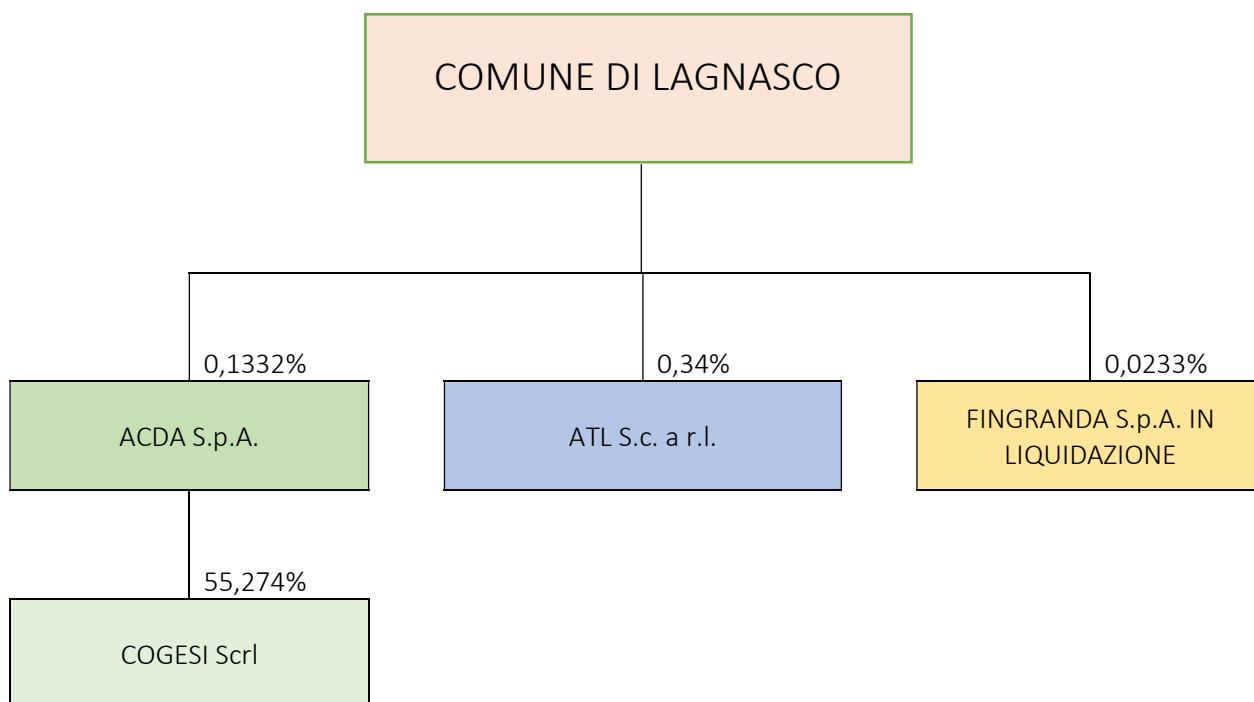 COMUNE DI LAGNASCO
0,1332%
0,34%
0,0233%
ACDA S.p.A.
ATL S.c. a r.l.
FINGRANDA S.p.A. IN
LIQUIDAZIONE
55,274%
COGESI Scrl